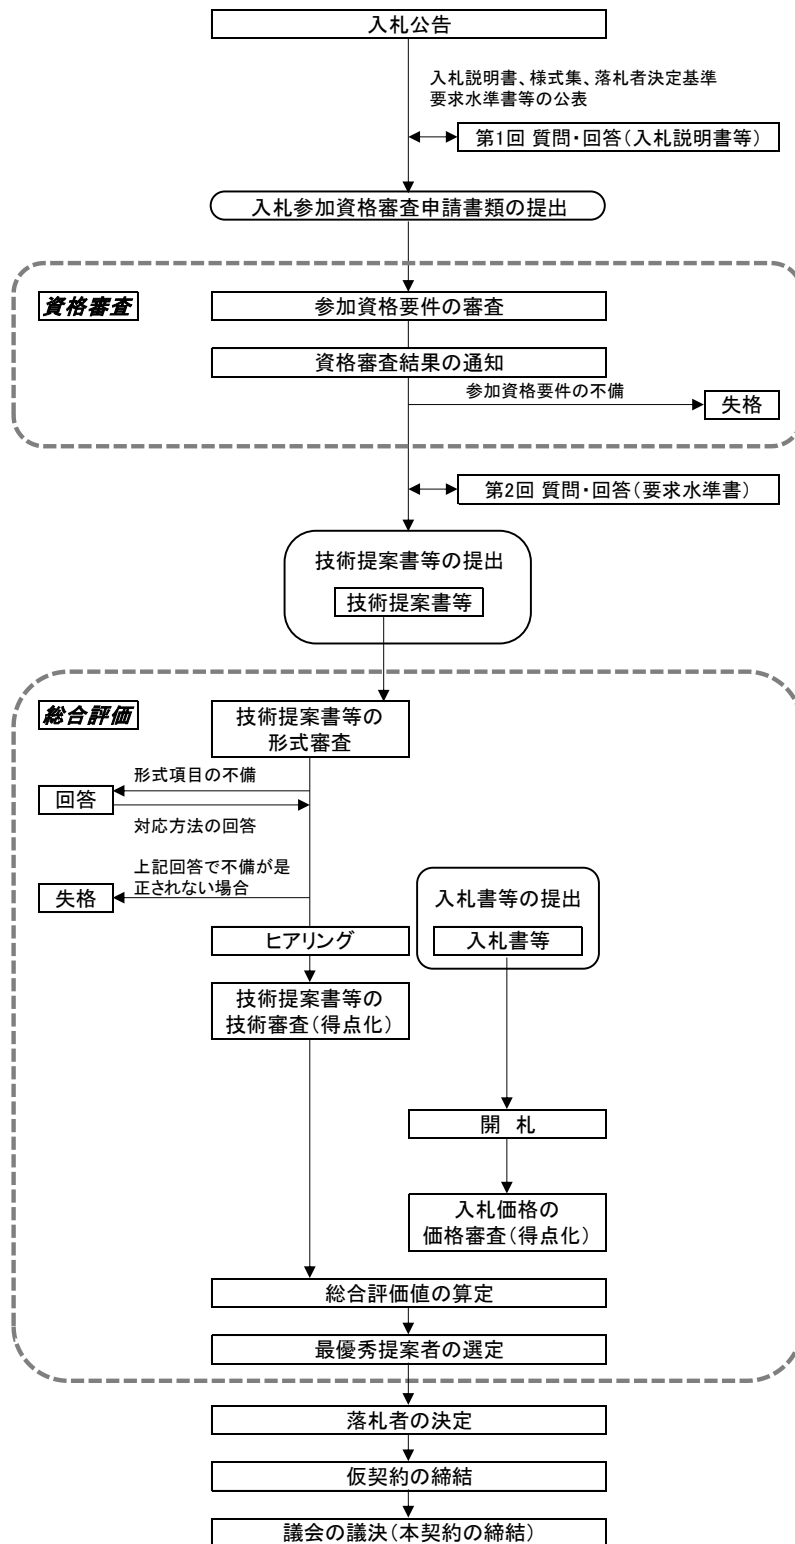 入札公告
入札説明書、様式集、落札者決定基準
要求水準書等の公表
第1回 質問・回答(入札説明書等)
入札参加資格審査申請書類の提出
資格審査
参加資格要件の審査
資格審査結果の通知
参加資格要件の不備
失格
第2回 質問・回答(要求水準書)
技術提案書等の提出
技術提案書等
総合評価
技術提案書等の
形式審査
形式項目の不備
回答
対応方法の回答
上記回答で不備が是
正されない場合
失格
入札書等の提出
入札書等
ヒアリング
技術提案書等の
技術審査(得点化)
開 札
入札価格の
価格審査(得点化)
総合評価値の算定
最優秀提案者の選定
落札者の決定
仮契約の締結
議会の議決(本契約の締結)